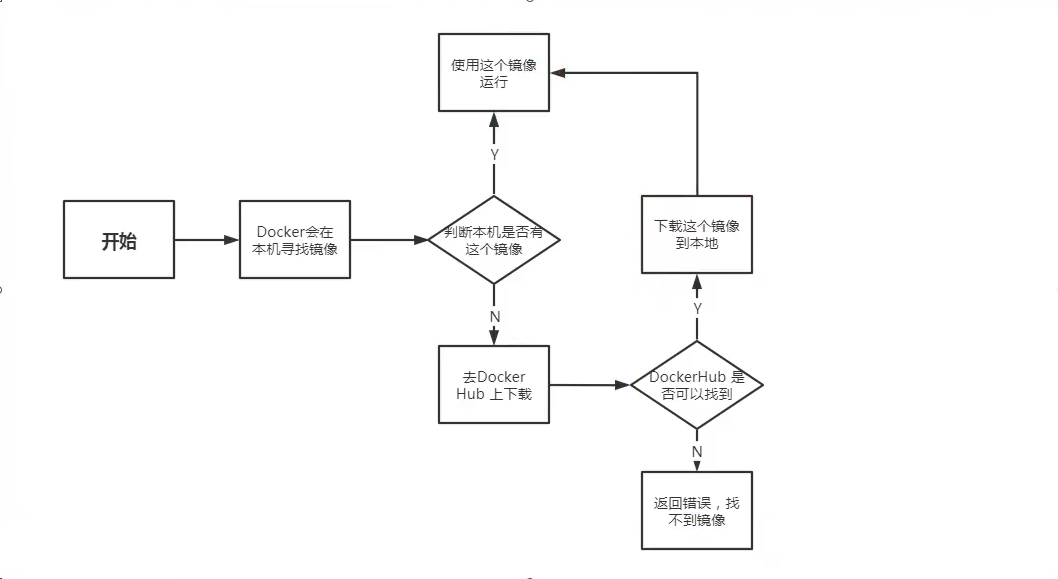 使用这个镜像
运行
Y
开始
Docker会在
本机寻找镜像
判断本机是否有
这个镜像
下载这个镜像
到本地
N
Y
去Docker
Hub 上下载
DockerHub 是
否可以找到
N
返回错误，找
不到镜像